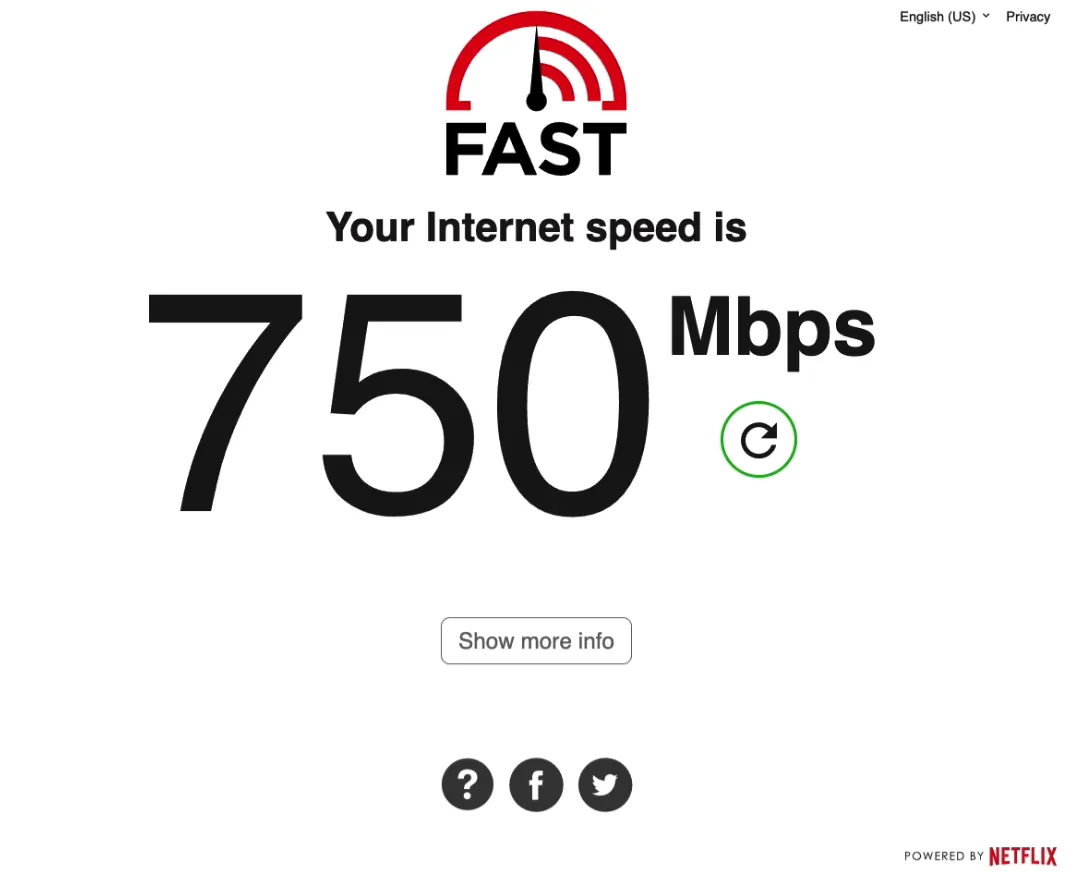 English (US) Privacy
FAST
Your Internet speed is
750 Mbps
Show more info
?
f
POWERED BY NETFLIX